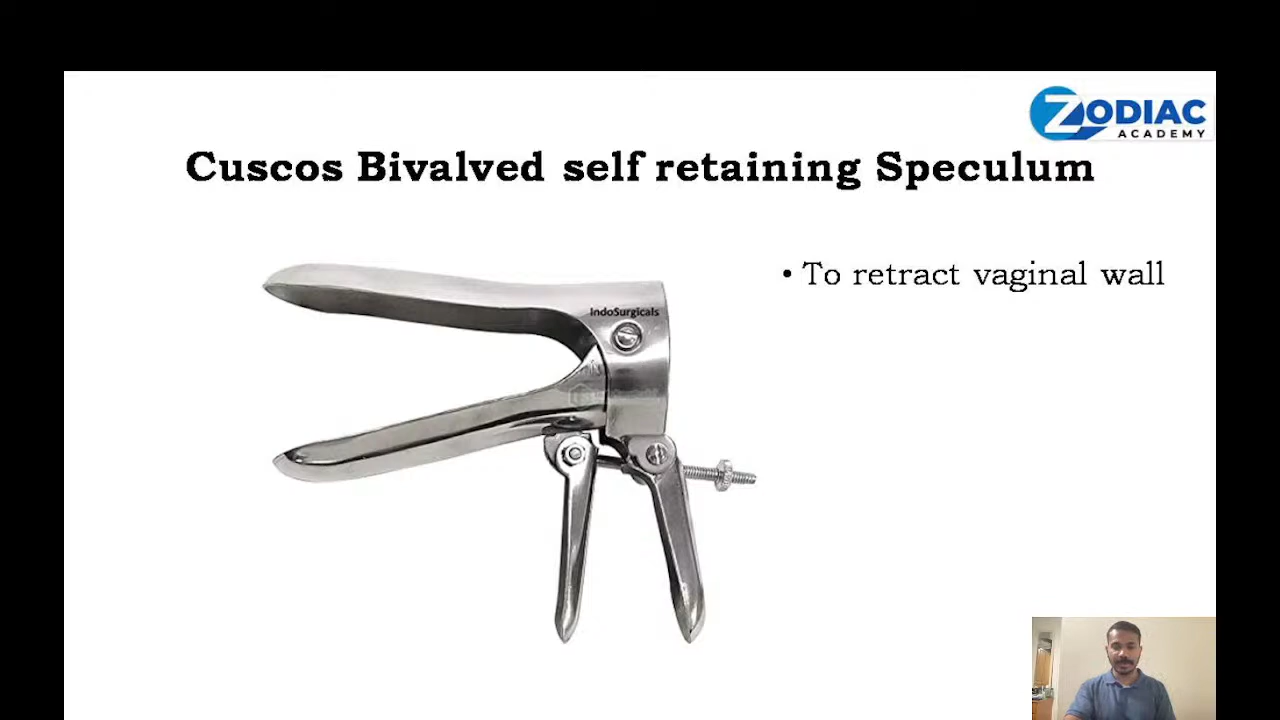 ZODIAC
ACADEMY
Cuscos Bivalved self retaining Speculum
• To retract vaginal wall
IndoSurgicals